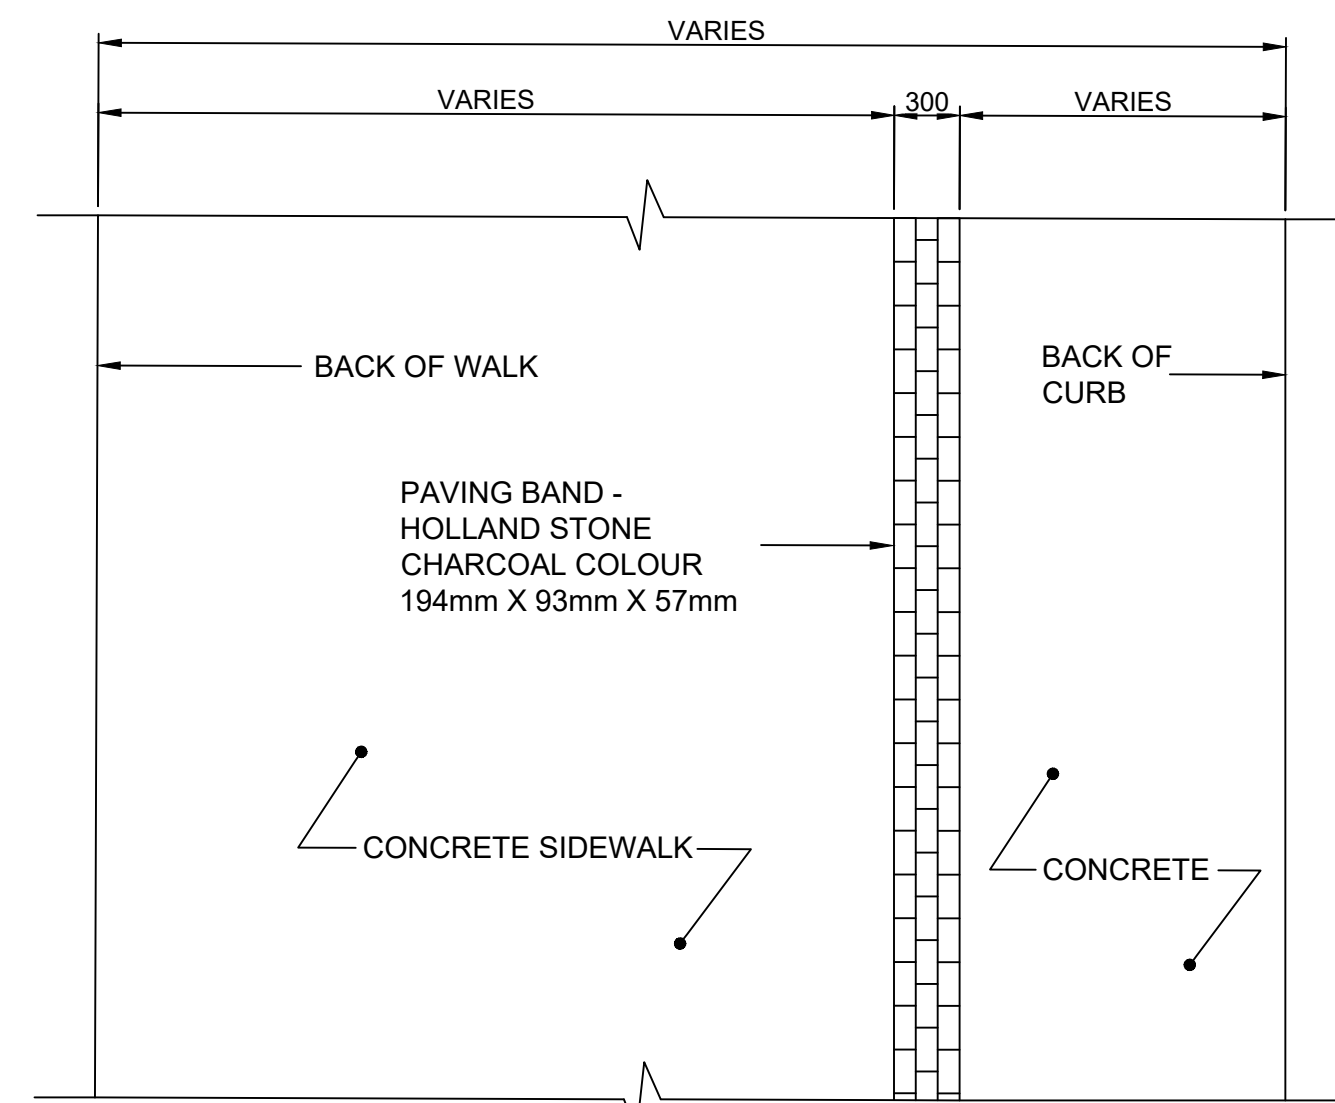 VARIES
VARIES
300
VARIES
BACK OF WALK
BACK OF
CURB
PAVING BAND -
HOLLAND STONE
CHARCOAL COLOUR
194mm X 93mm X 57mm
CONCRETE SIDEWALK
CONCRETE